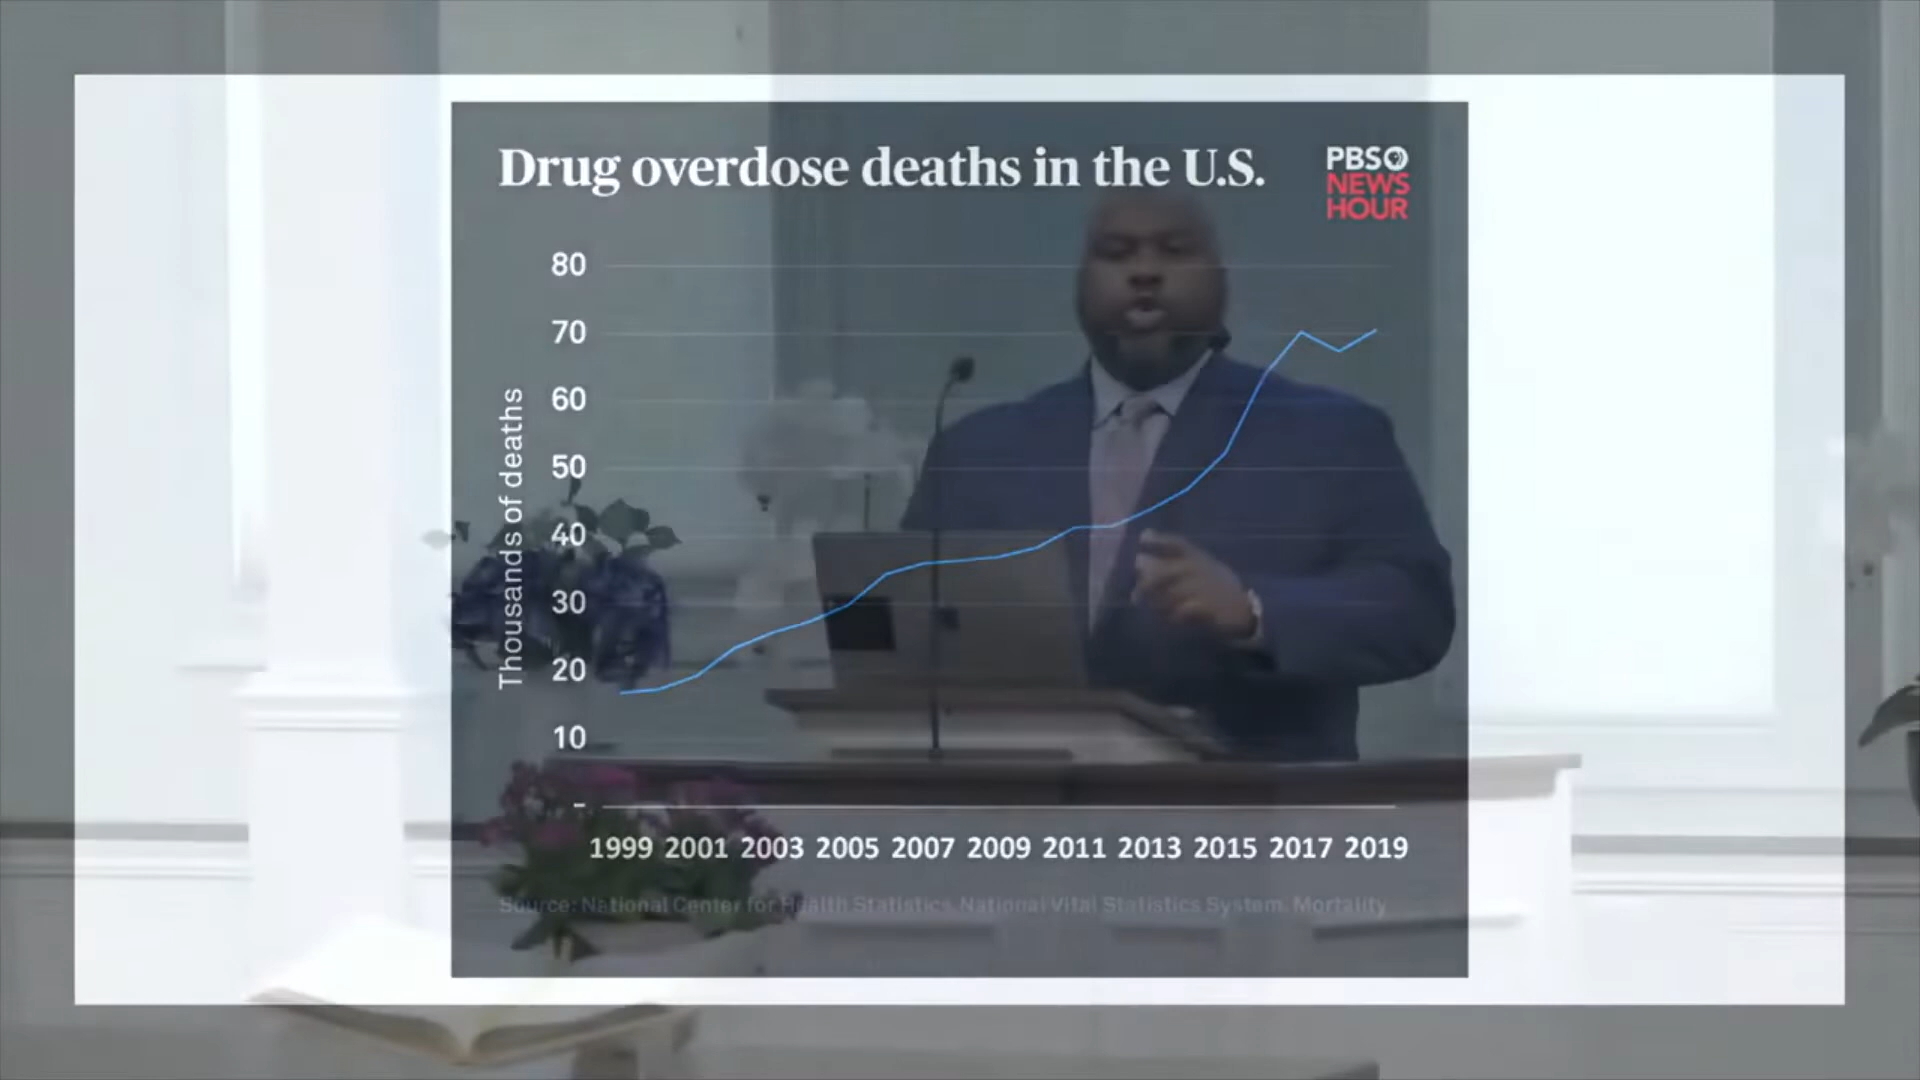 Drug overdose deaths in the U.S.
PBS
NEWS
HOUR
Thousands of deaths
80
70
60
50
40
30
20
10
-
1999 2001 2003 2005 2007 2009 2011 2013 2015 2017 2019
Source: National Center for Health Statistics, National Vital Statistics System, Mortality